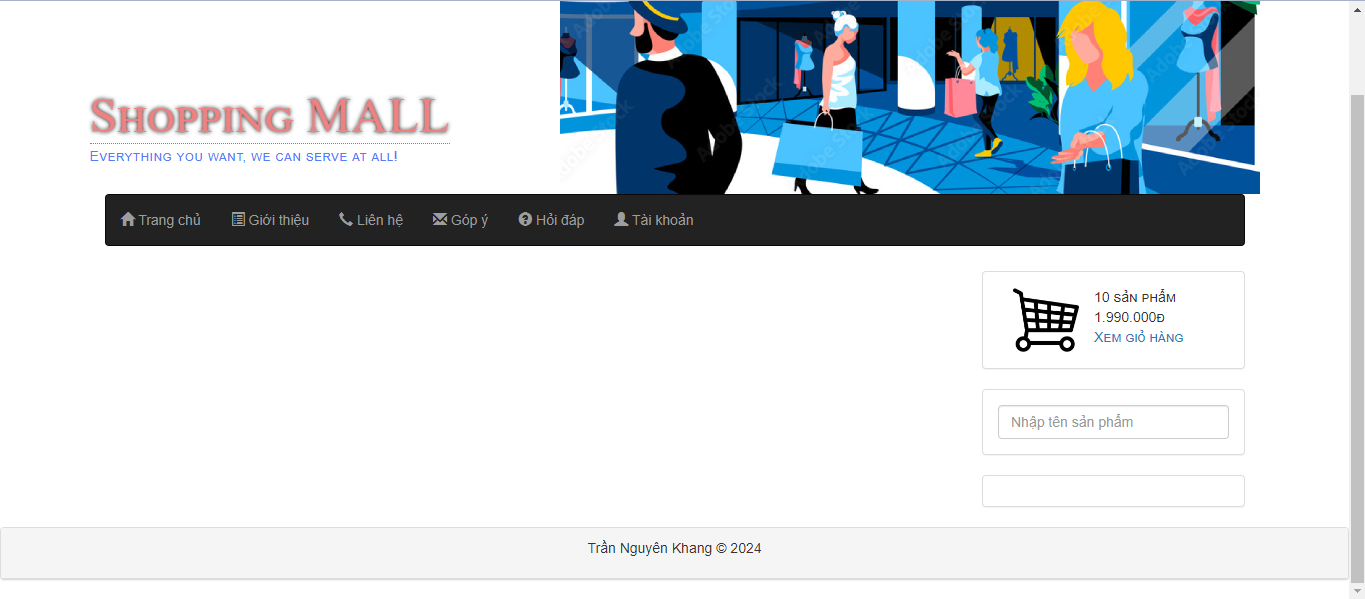 Shopping MALL
Everything you want, we can serve at all!
Trang chủ Giới thiệu Liên hệ Góp ý Hỏi đáp Tài khoản
10 sản phẩm
1.990.000đ
Xem giỏ hàng
Nhập tên sản phẩm
Trần Nguyên Khang © 2024